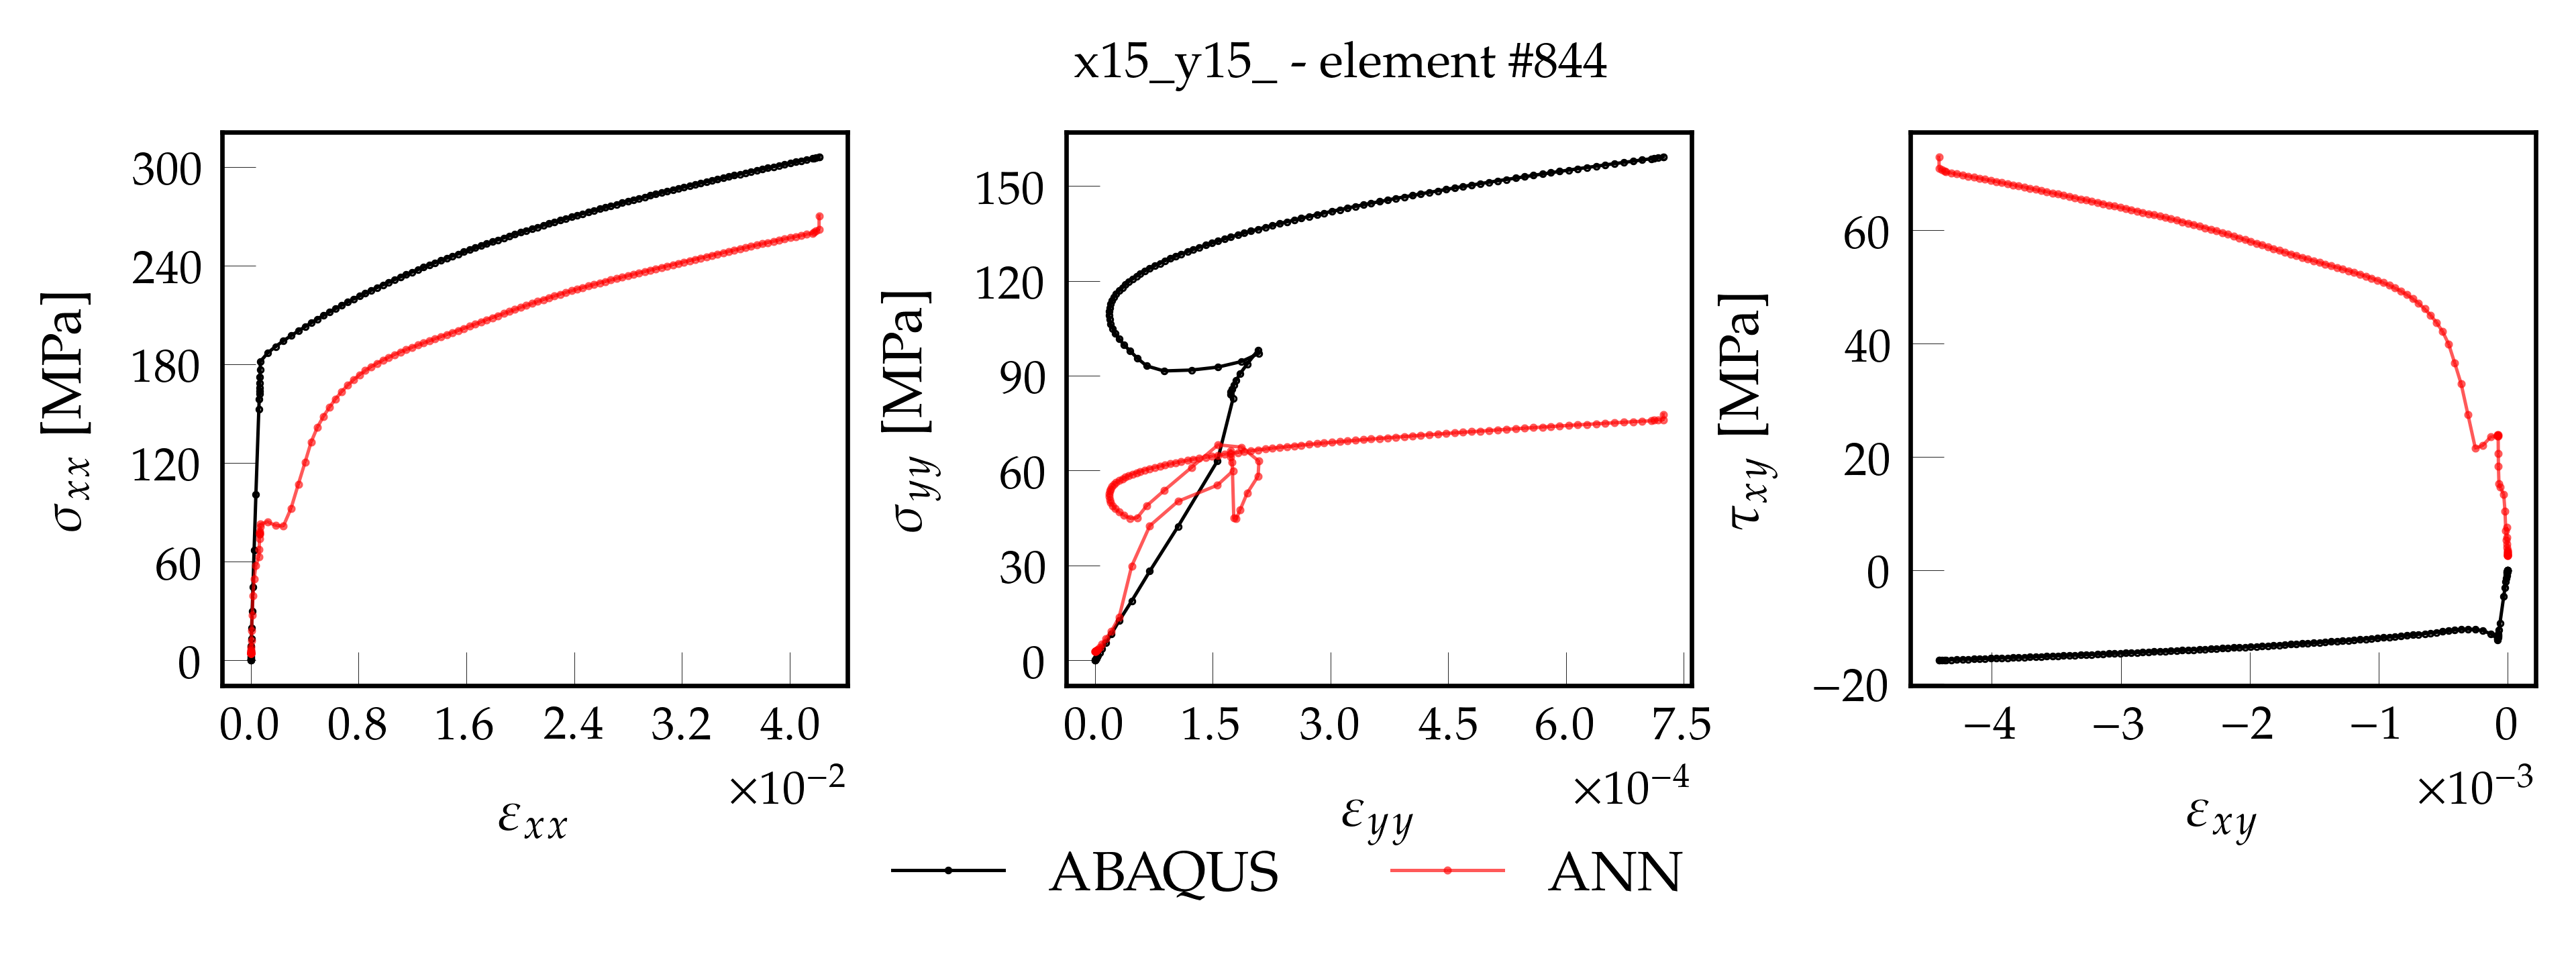 x15_y15_ - element #844
300
240
180
120
60
0
σxx [MPa]
0.0 0.8 1.6 2.4 3.2 4.0
×10−2
εxx
150
120
90
60
30
0
σyy [MPa]
0.0 1.5 3.0 4.5 6.0 7.5
×10−4
εyy
60
40
20
0
−20
τxy [MPa]
−4 −3 −2 −1 0
×10−3
εxy
ABAQUS ANN